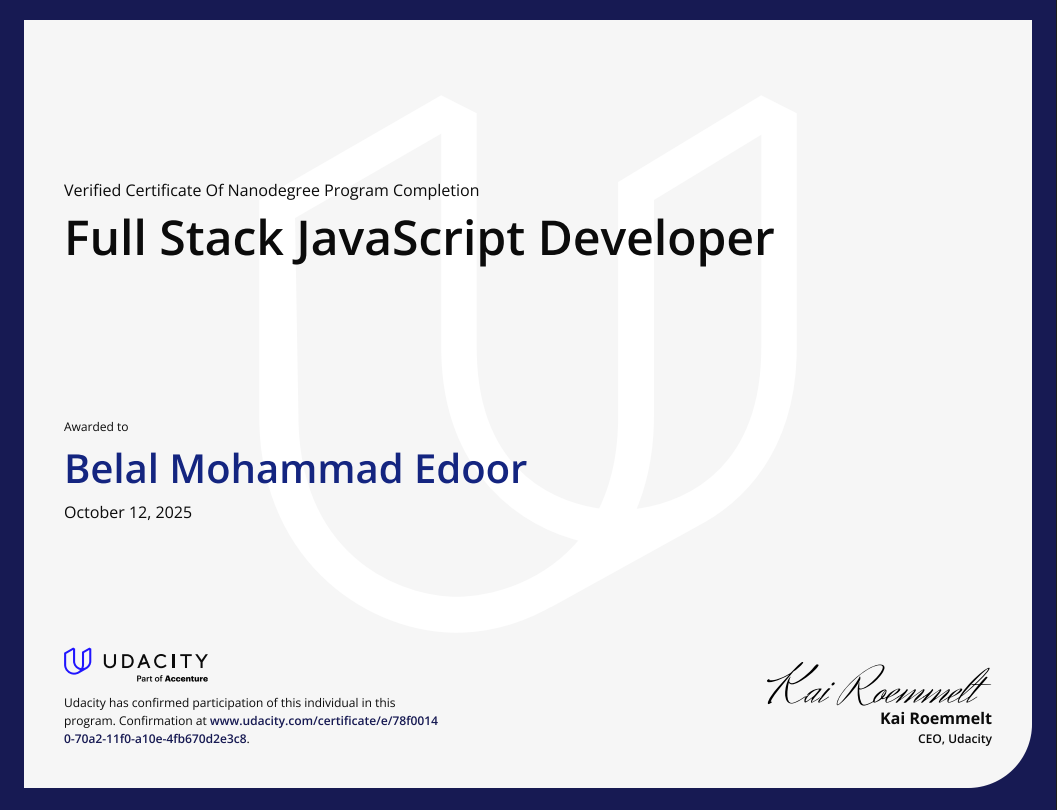 Verified Certificate Of Nanodegree Program Completion
Full Stack JavaScript Developer
Awarded to
Belal Mohammad Edoor
October 12, 2025
UDACITY
Part of Accenture
Udacity has confirmed participation of this individual in this
program. Confirmation at www.udacity.com/certificate/e/78f0014
0-70a2-11f0-a10e-4fb670d2e3c8.
Kai Roemmelt
Kai Roemmelt
CEO, Udacity